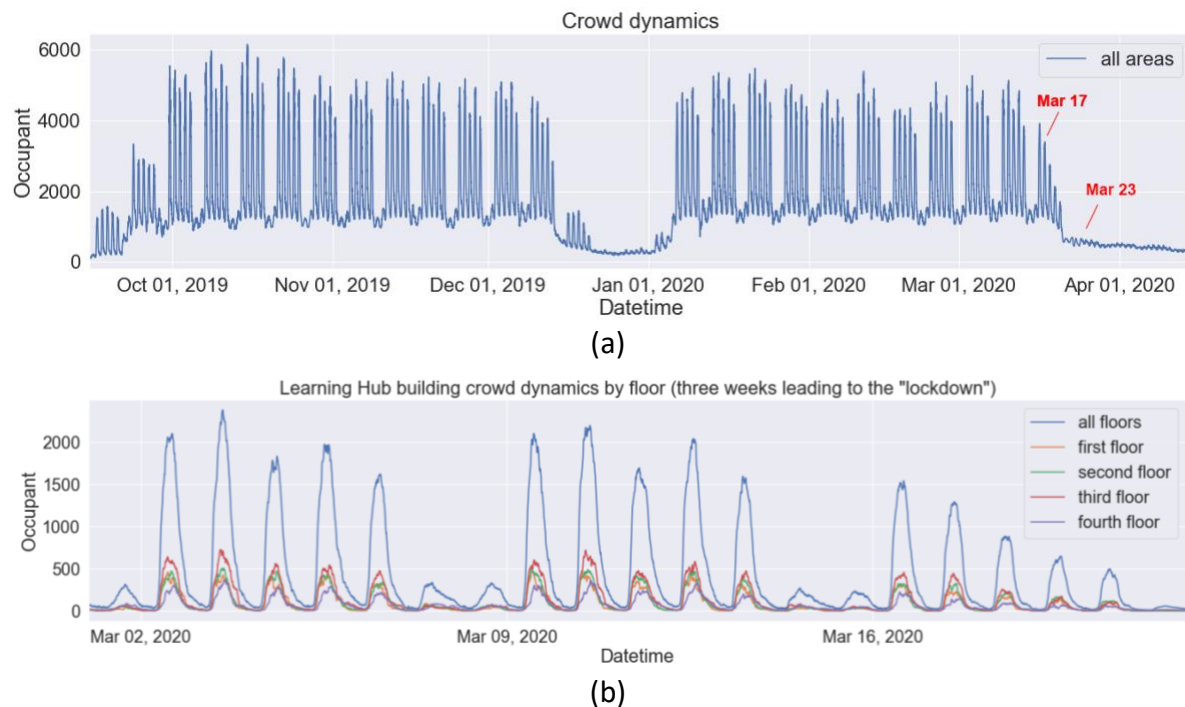 Crowd dynamics
all areas
6000
4000
2000
0
Occupant
Mar 17
Mar 23
Oct 01, 2019 Nov 01, 2019 Dec 01, 2019 Jan 01, 2020 Feb 01, 2020 Mar 01, 2020 Apr 01, 2020
Datetime
(a)
Learning Hub building crowd dynamics by floor (three weeks leading to the "lockdown")
all floors
first floor
second floor
third floor
fourth floor
2000
1500
1000
500
0
Occupant
Mar 02, 2020 Mar 09, 2020 Mar 16, 2020
Datetime
(b)